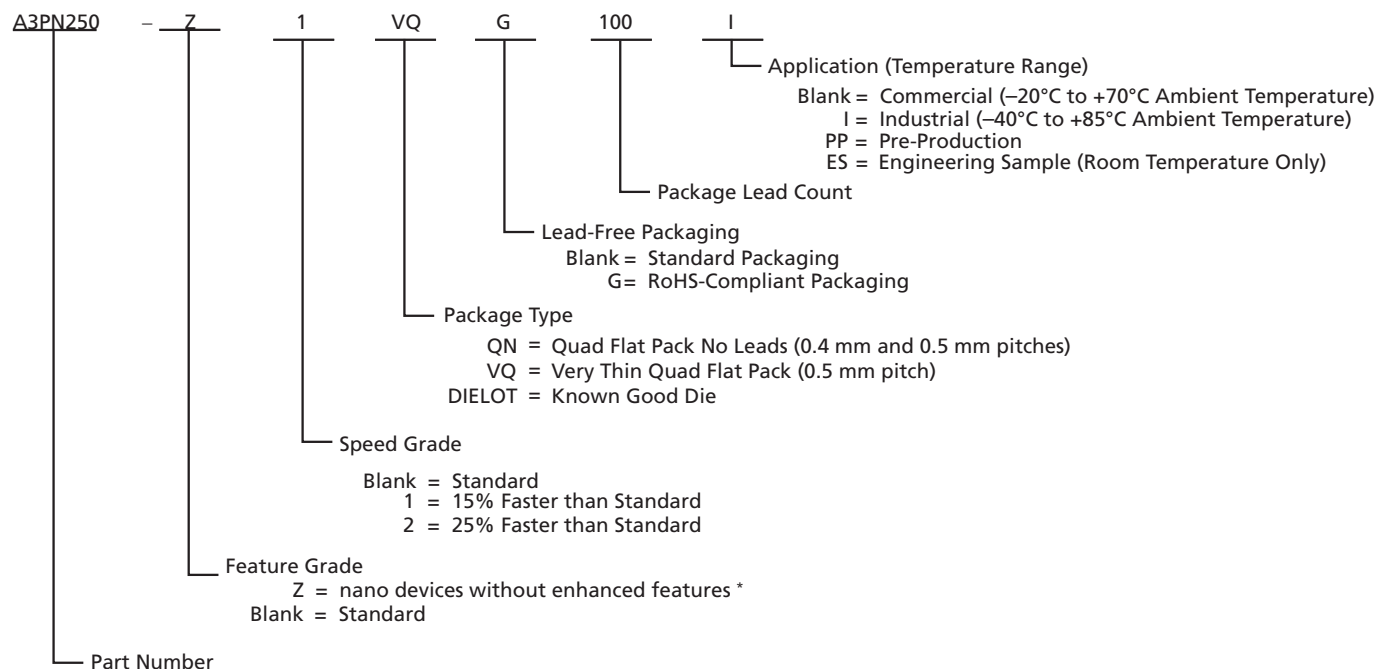 A3PN250 – Z 1 VQ G 100 I
Application (Temperature Range)
Blank = Commercial (–20°C to +70°C Ambient Temperature)
I = Industrial (–40°C to +85°C Ambient Temperature)
PP = Pre-Production
ES = Engineering Sample (Room Temperature Only)
Package Lead Count
Lead-Free Packaging
Blank = Standard Packaging
G= RoHS-Compliant Packaging
Package Type
QN = Quad Flat Pack No Leads (0.4 mm and 0.5 mm pitches)
VQ = Very Thin Quad Flat Pack (0.5 mm pitch)
DIELOT = Known Good Die
Speed Grade
Blank = Standard
1 = 15% Faster than Standard
2 = 25% Faster than Standard
Feature Grade
Z = nano devices without enhanced features *
Blank = Standard
Part Number